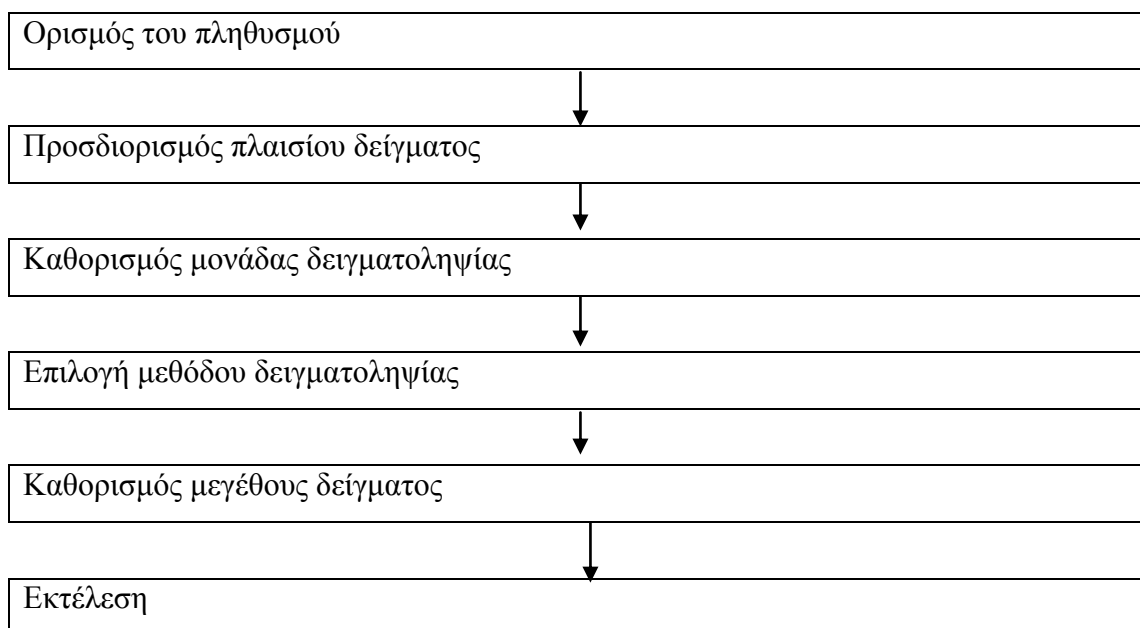 Ορισμός του πληθυσμού
Προσδιορισμός πλαισίου δείγματος
Καθορισμός μονάδας δειγματοληψίας
Επιλογή μεθόδου δειγματοληψίας
Καθορισμός μεγέθους δείγματος
Εκτέλεση